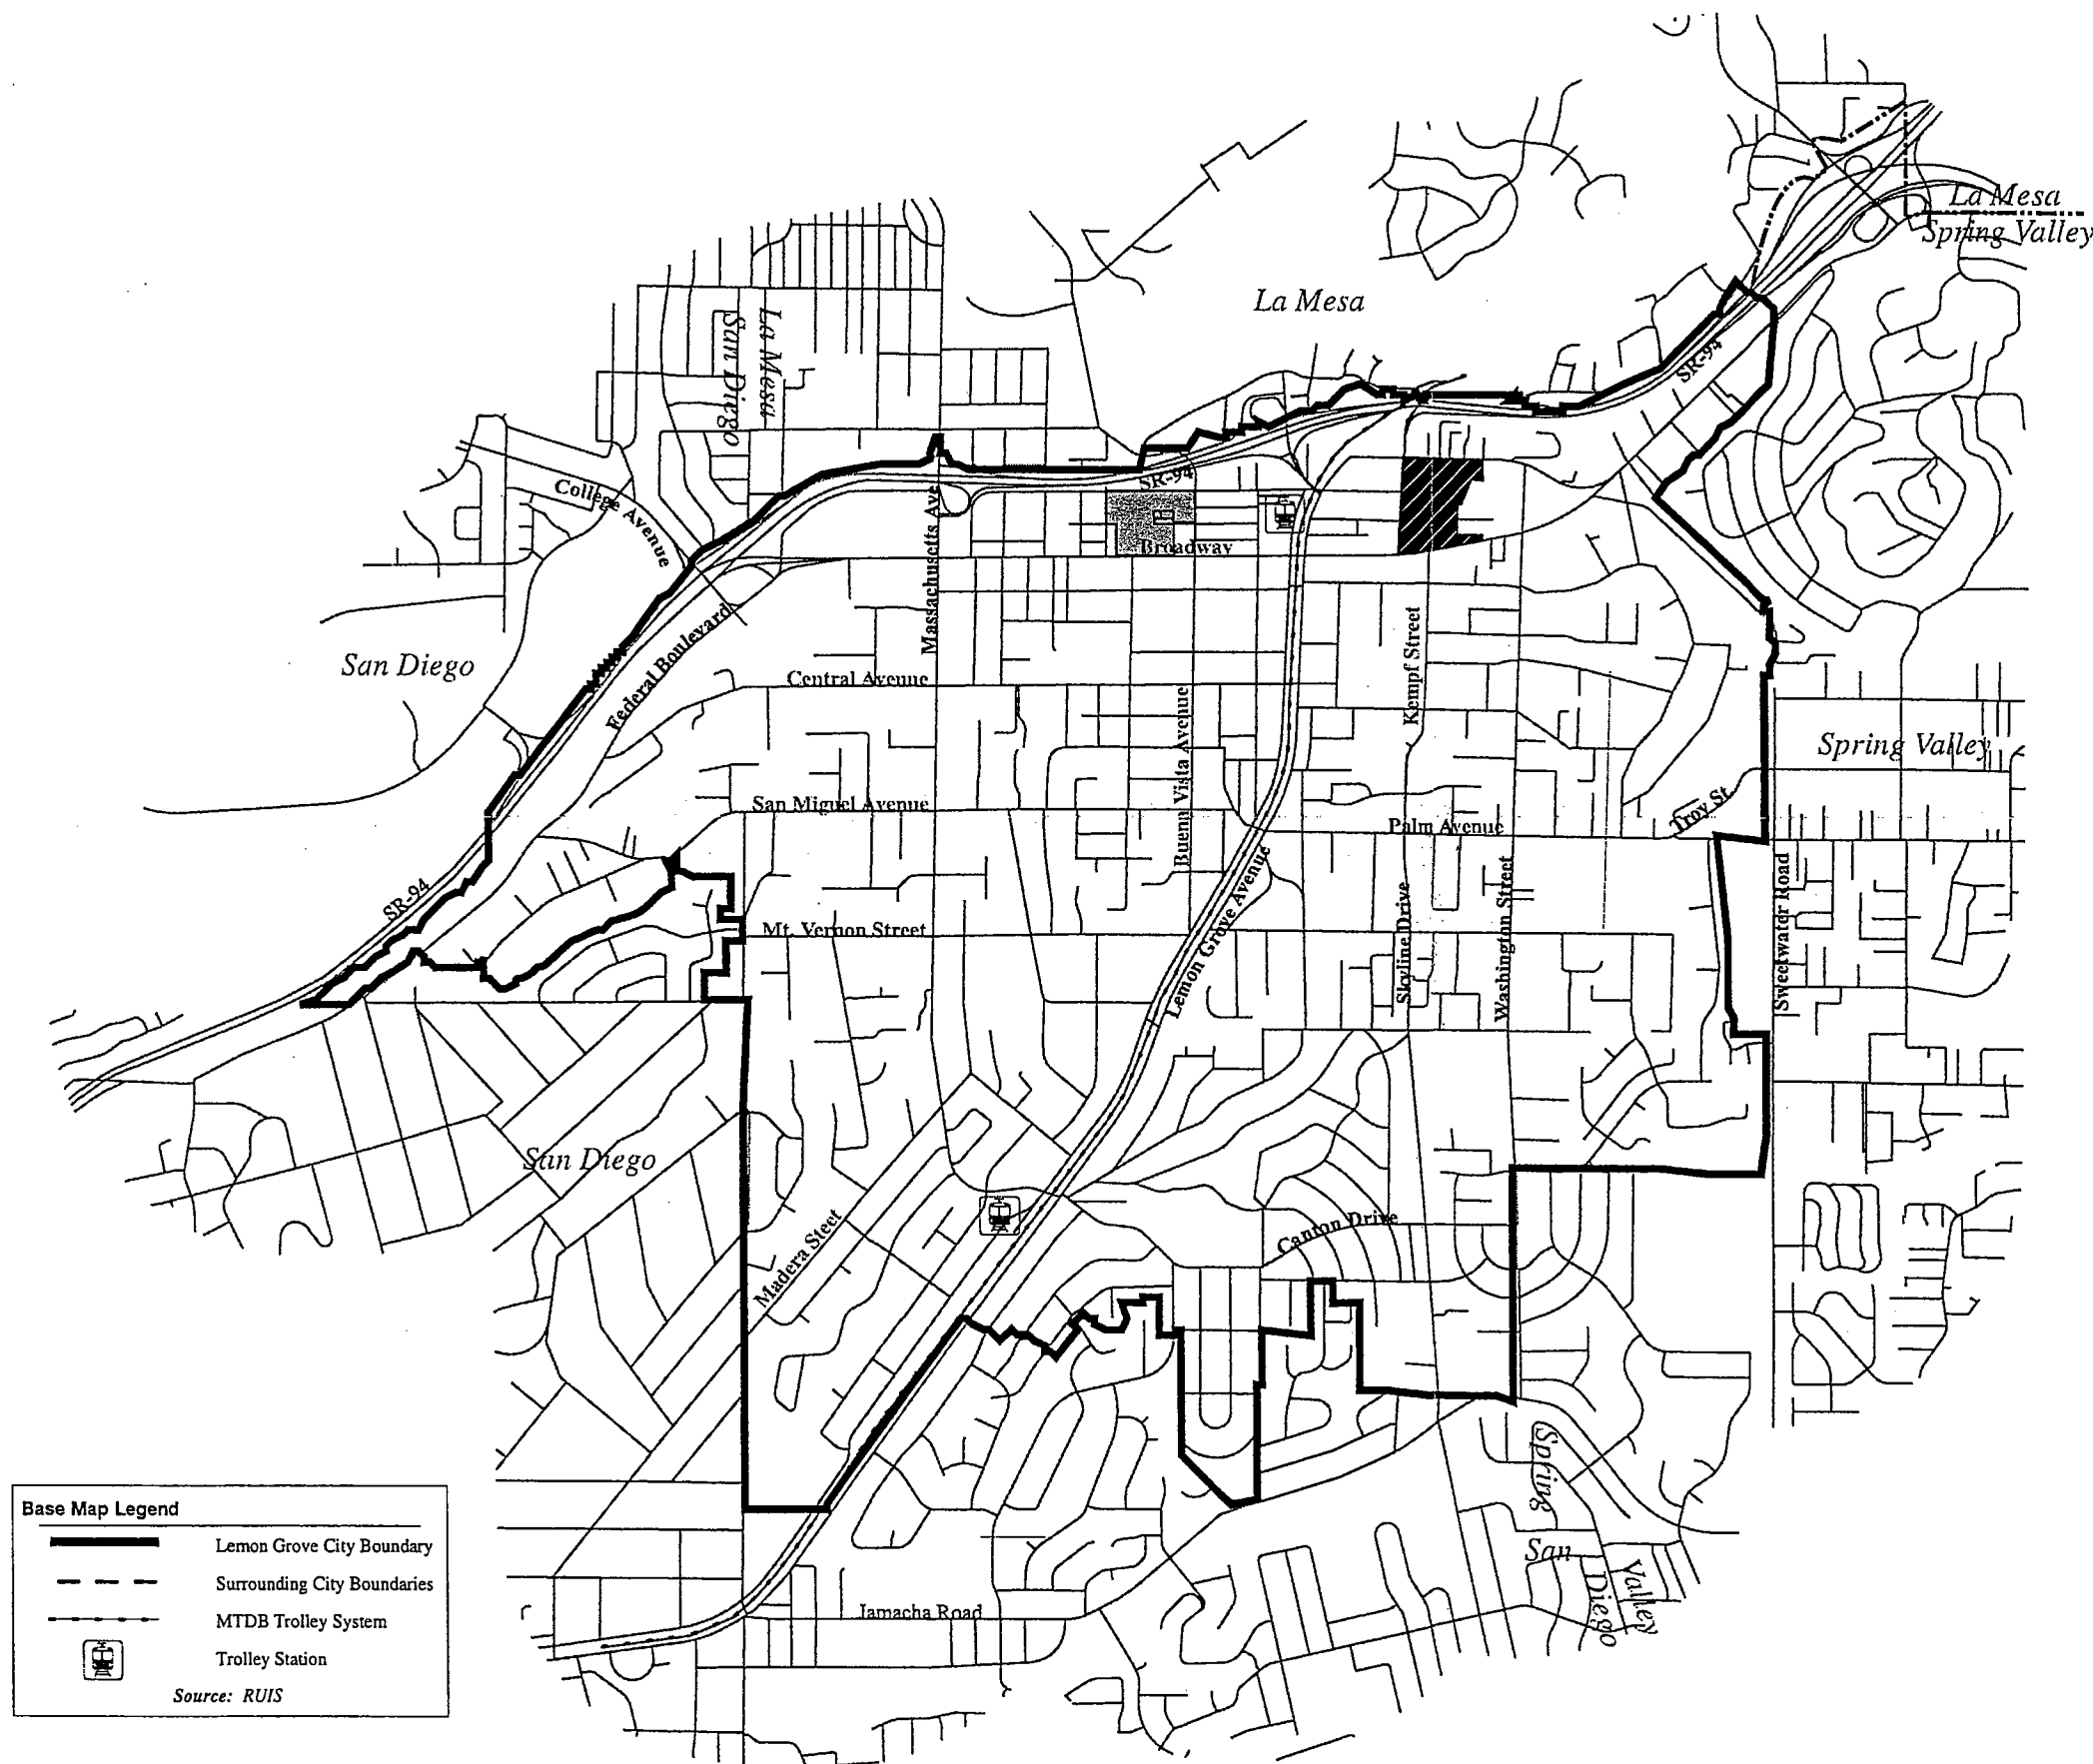 La Mesa
Spring Valley
La Mesa
La Mesa
San Diego
SR-94
SR-94
College Avenue
Massachusetts Ave
Broadway
Federal Boulevard
San Diego
Kempf Street
Central Avenue
Buena Vista Avenue
Spring Valley
San Miguel Avenue
Troy St.
Palm Avenue
Lemon Grove Avenue
SR-94
Skyline Drive
Washington Street
Sweetwater Road
Mt. Vernon Street
San Diego
Madera Steet
Canton Drive
Spring
Valley
San
Diego
Jamacha Road
Base Map Legend
Lemon Grove City Boundary
Surrounding City Boundaries
MTDB Trolley System
Trolley Station
Source: RUIS